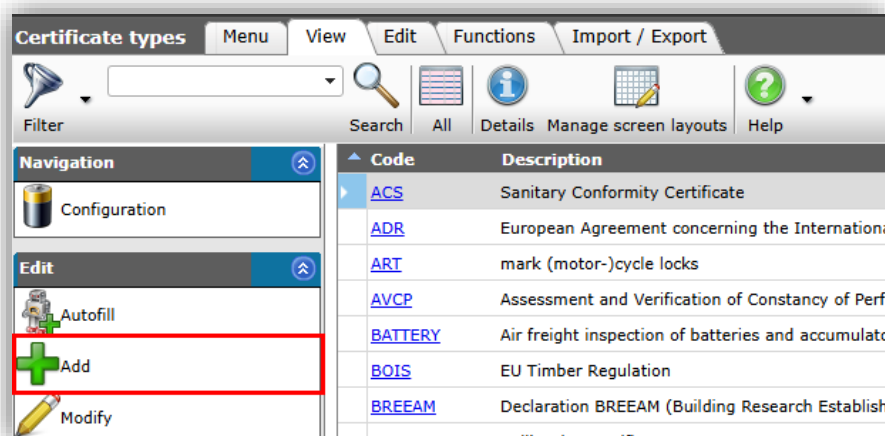 Certificate types Menu View Edit Functions Import / Export
Filter Search All Details Manage screen layouts Help
Navigation
Configuration
Edit
Autofill
Add
Modify
Code Description
ACS Sanitary Conformity Certificate
ADR European Agreement concerning the Internationa
ART mark (motor-)cycle locks
AVCP Assessment and Verification of Constancy of Perf
BATTERY Air freight inspection of batteries and accumulato
BOIS EU Timber Regulation
BREEAM Declaration BREEAM (Building Research Establish